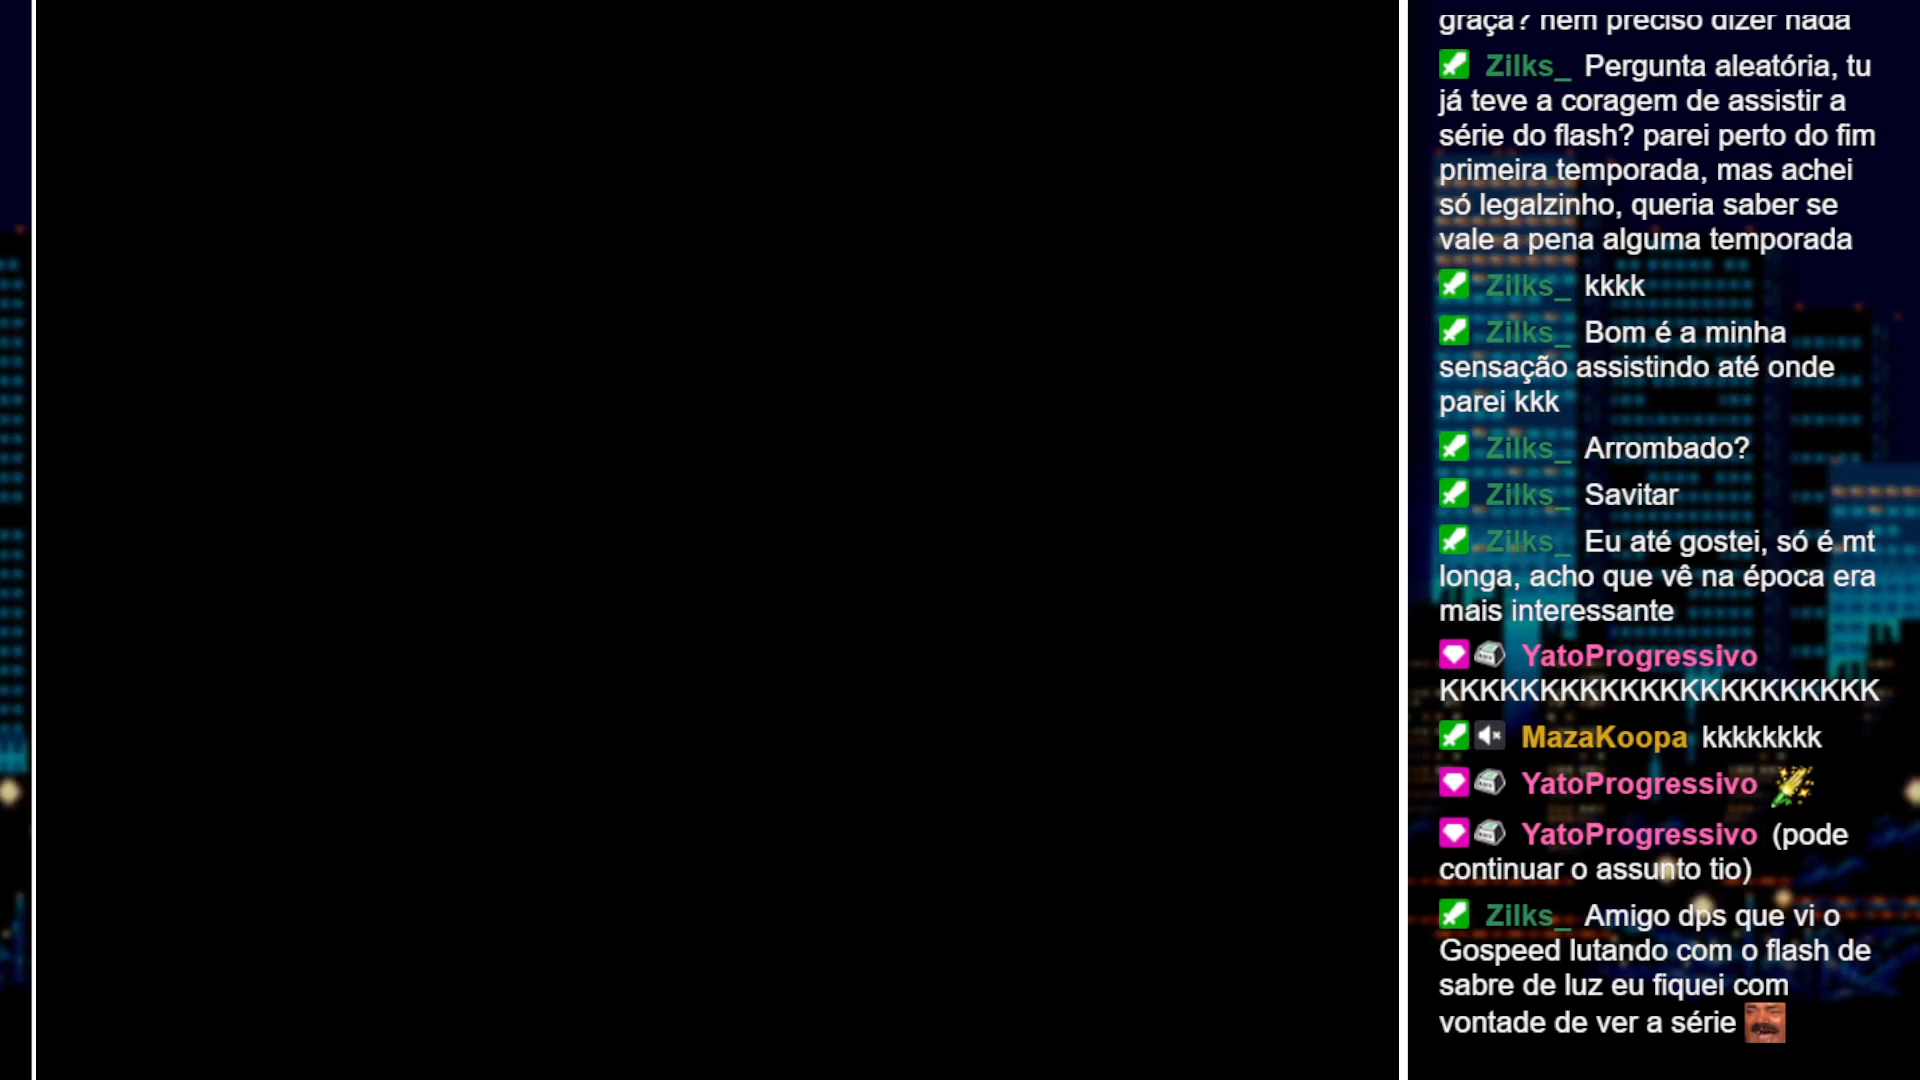 graça? nem preciso dizer nada
Zilks_ Pergunta aleatória, tu
já teve a coragem de assistir a
série do flash? parei perto do fim
primeira temporada, mas achei
só legalzinho, queria saber se
vale a pena alguma temporada
Zilks_ kkkk
Zilks_ Bom é a minha
sensação assistindo até onde
parei kkk
Zilks_ Arrombado?
Zilks_ Savitar
Zilks_ Eu até gostei, só é mt
longa, acho que vê na época era
mais interessante
YatoProgressivo
KKKKKKKKKKKKKKKKKKKKKK
MazaKoopa kkkkkkkk
YatoProgressivo
YatoProgressivo (pode
continuar o assunto tio)
Zilks_ Amigo dps que vi o
Gospeed lutando com o flash de
sabre de luz eu fiquei com
vontade de ver a série